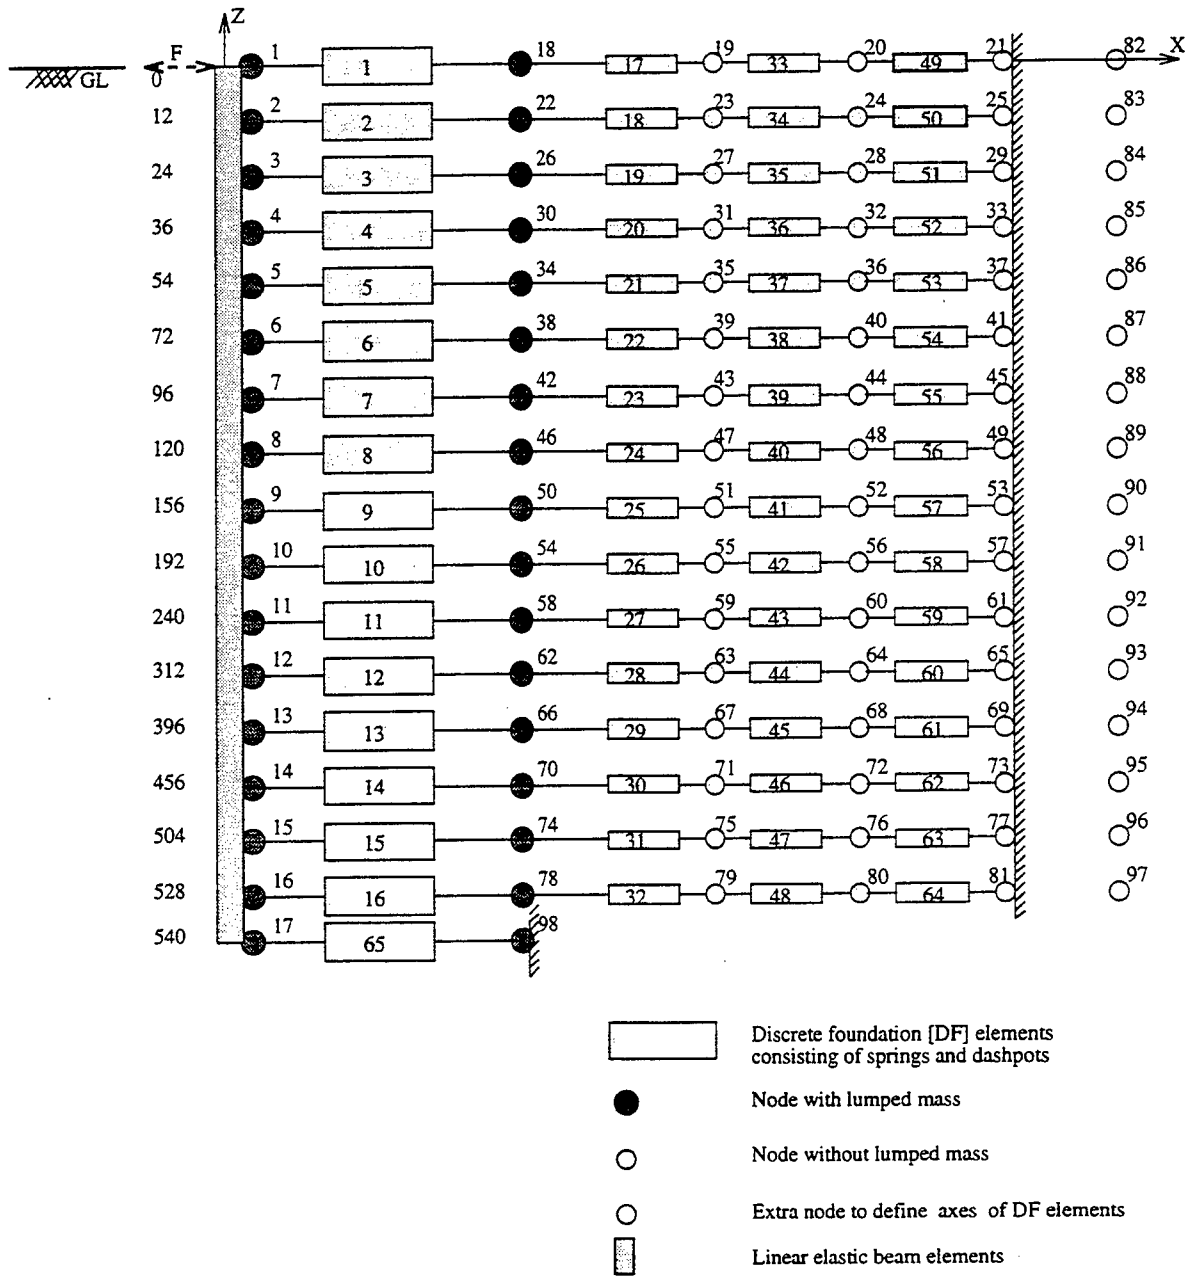 Z
X
F
GL
0 1 1 18 17 19 33 20 49 21 82
12 2 2 22 18 23 34 24 50 25 83
24 3 3 26 19 27 35 28 51 29 84
36 4 4 30 20 31 36 32 52 33 85
54 5 5 34 21 35 37 36 53 37 86
72 6 6 38 22 39 38 40 54 41 87
96 7 7 42 23 43 39 44 55 45 88
120 8 8 46 24 47 40 48 56 49 89
156 9 9 50 25 51 41 52 57 53 90
192 10 10 54 26 55 42 56 58 57 91
240 11 11 58 27 59 43 60 59 61 92
312 12 12 62 28 63 44 64 60 65 93
396 13 13 66 29 67 45 68 61 69 94
456 14 14 70 30 71 46 72 62 73 95
504 15 15 74 31 75 47 76 63 77 96
528 16 16 78 32 79 48 80 64 81 97
540 17 65 98
Discrete foundation [DF] elements
consisting of springs and dashpots
Node with lumped mass
Node without lumped mass
Extra node to define axes of DF elements
Linear elastic beam elements